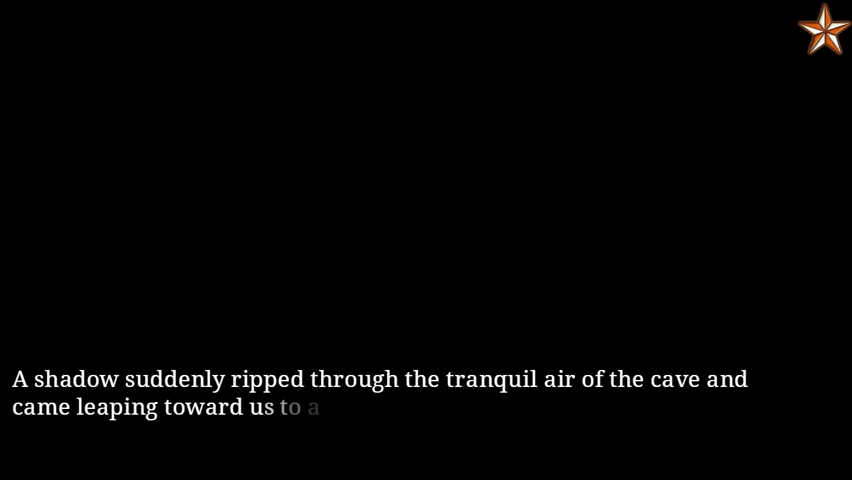 A shadow suddenly ripped through the tranquil air of the cave and
came leaping toward us to a